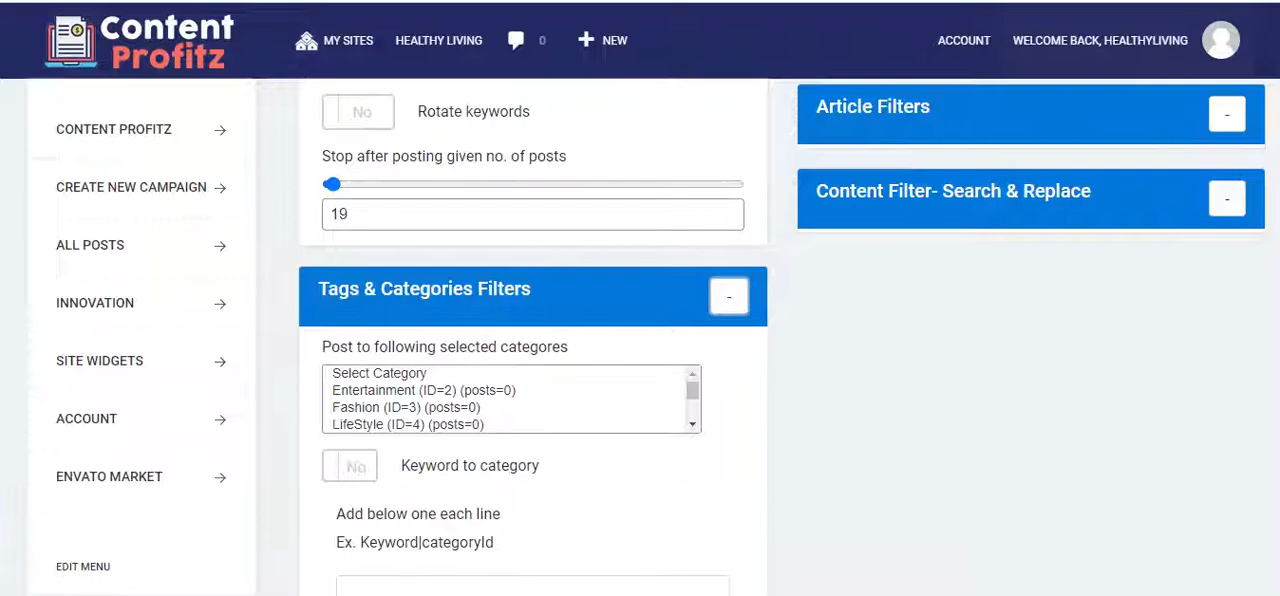 Content
Profitz
MY SITES
HEALTHY LIVING
0
NEW
ACCOUNT
WELCOME BACK, HEALTHYLIVING
CONTENT PROFITZ
CREATE NEW CAMPAIGN
ALL POSTS
INNOVATION
SITE WIDGETS
ACCOUNT
ENVATO MARKET
EDIT MENU
No
Rotate keywords
Stop after posting given no. of posts
19
Tags & Categories Filters
-
Post to following selected categores
Select Category
Entertainment (ID=2) (posts=0)
Fashion (ID=3) (posts=0)
LifeStyle (ID=4) (posts=0)
No
Keyword to category
Add below one each line
Ex. Keyword|categoryId
Article Filters
-
Content Filter- Search & Replace
-